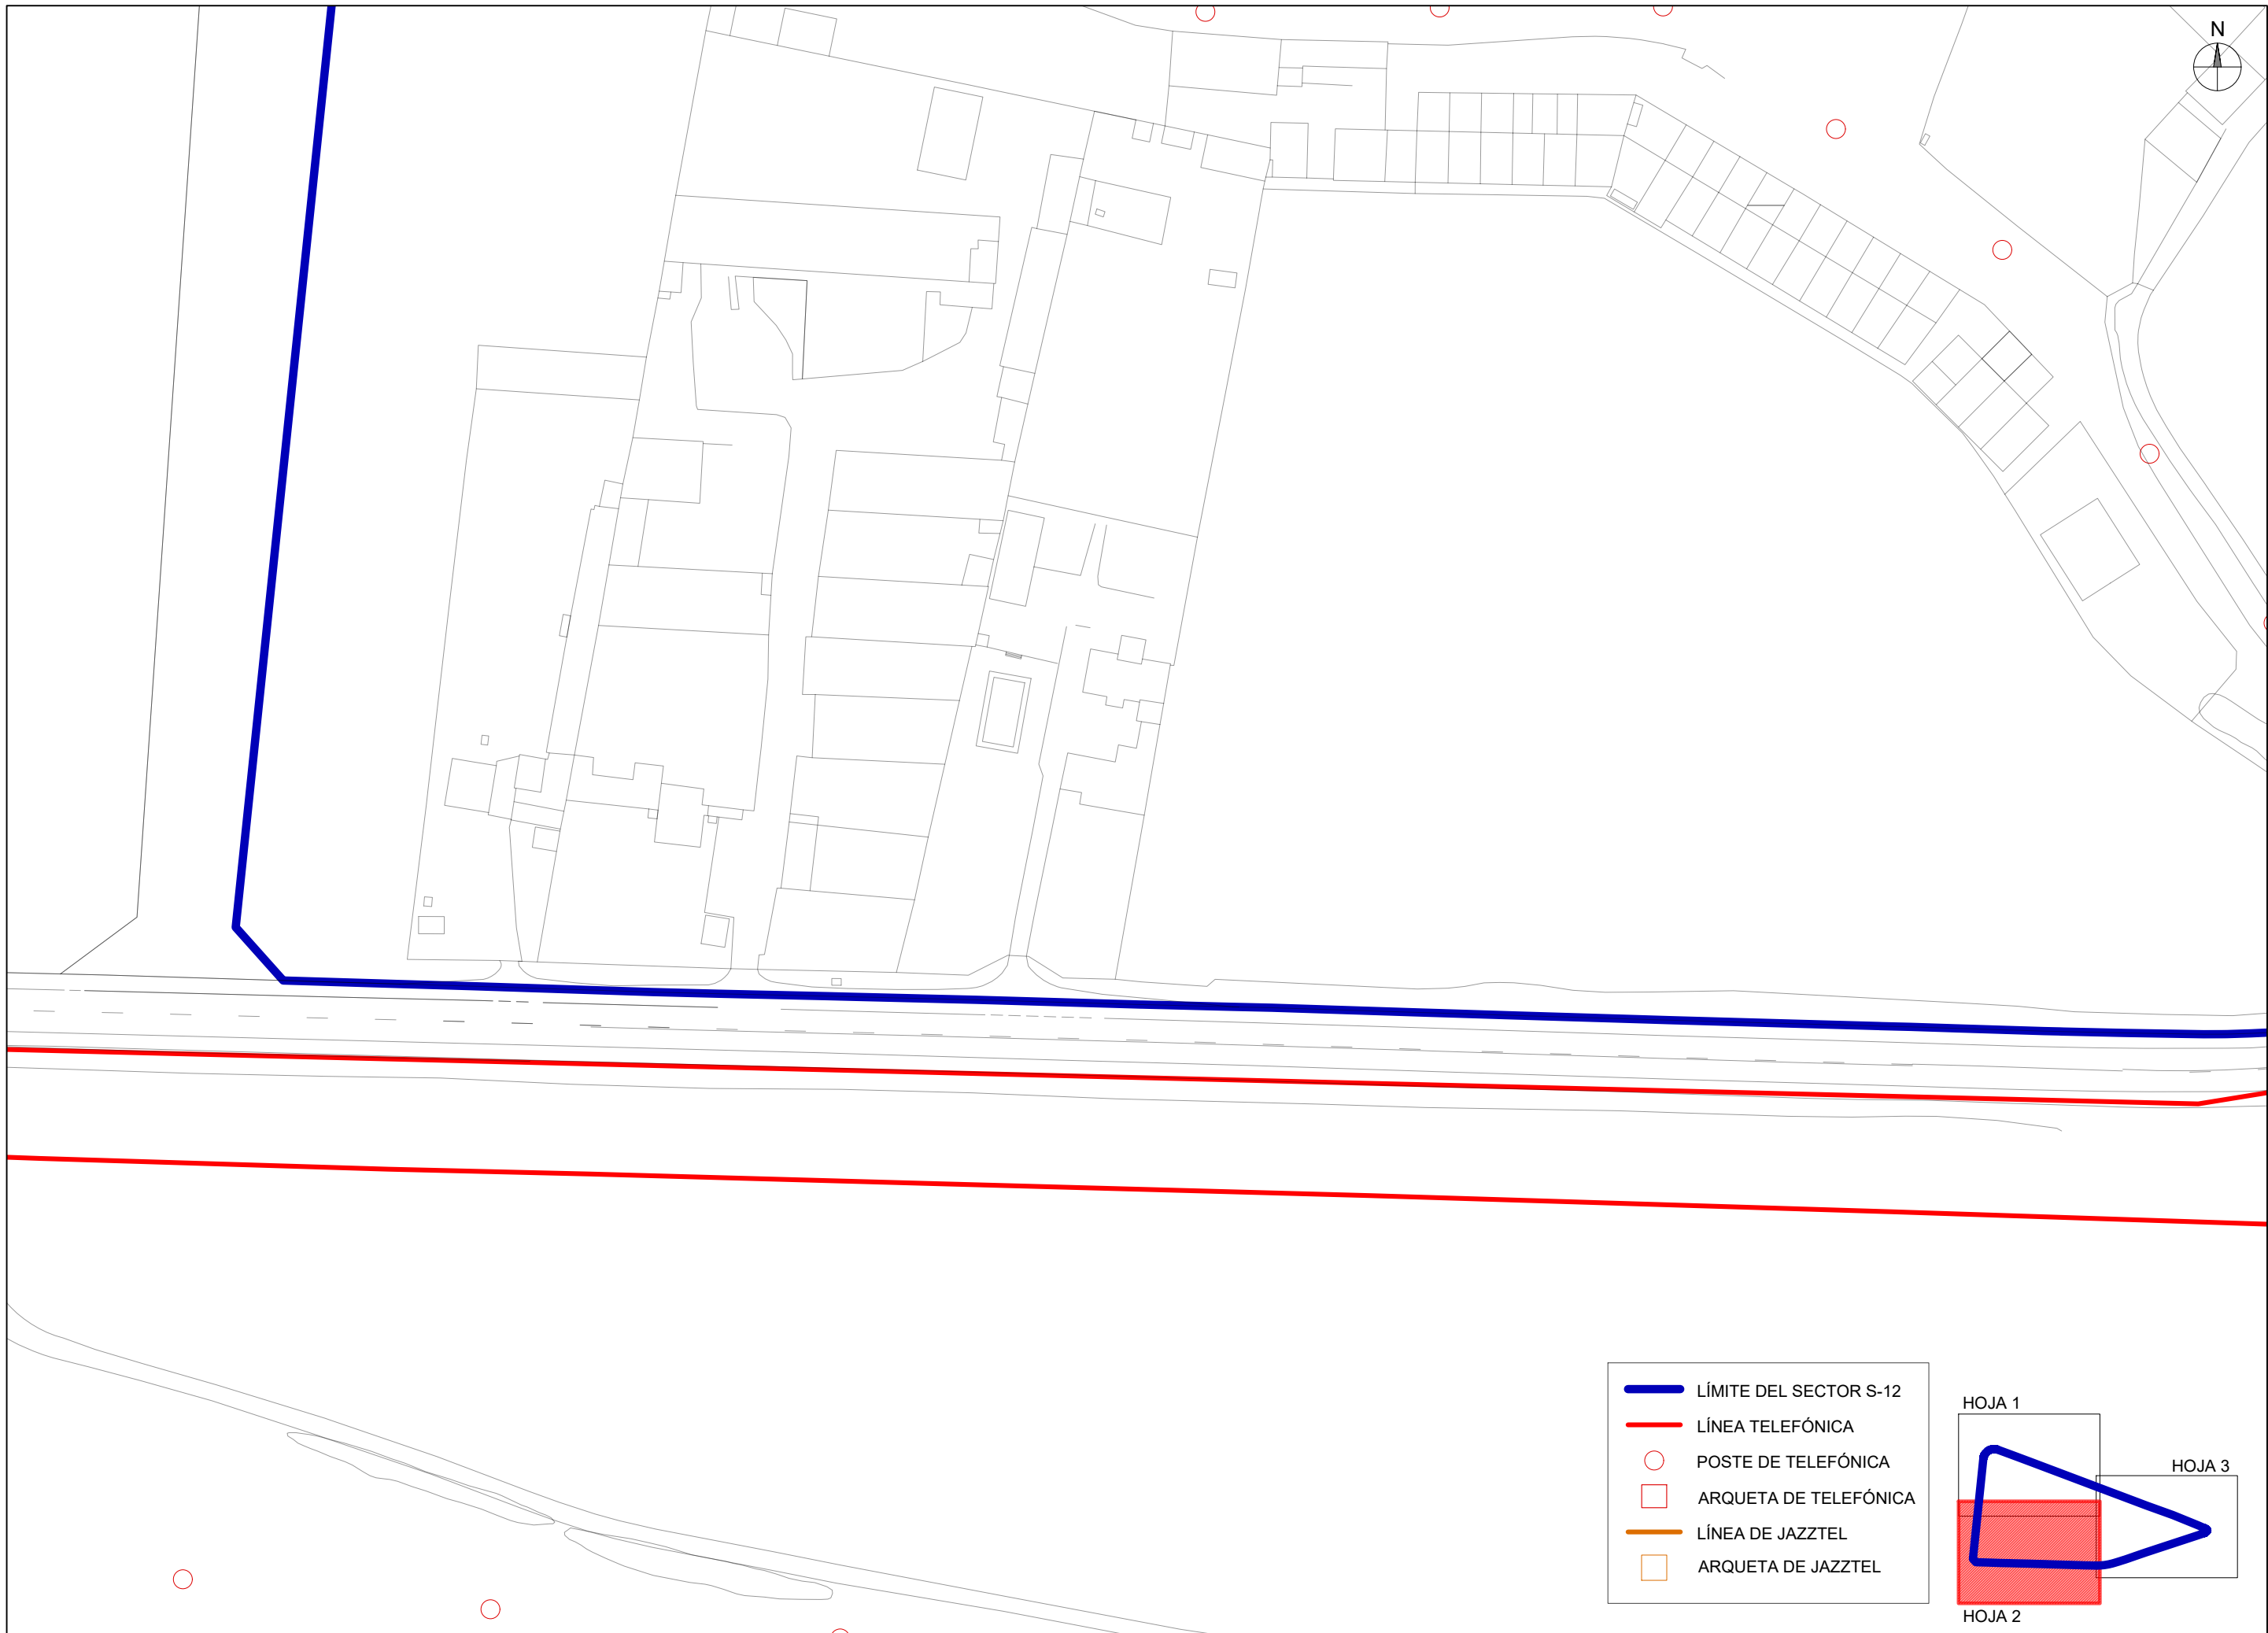 N
LÍMITE DEL SECTOR S-12
LÍNEA TELEFÓNICA
POSTE DE TELEFÓNICA
ARQUETA DE TELEFÓNICA
LÍNEA DE JAZZTEL
ARQUETA DE JAZZTEL
HOJA 1
HOJA 3
HOJA 2